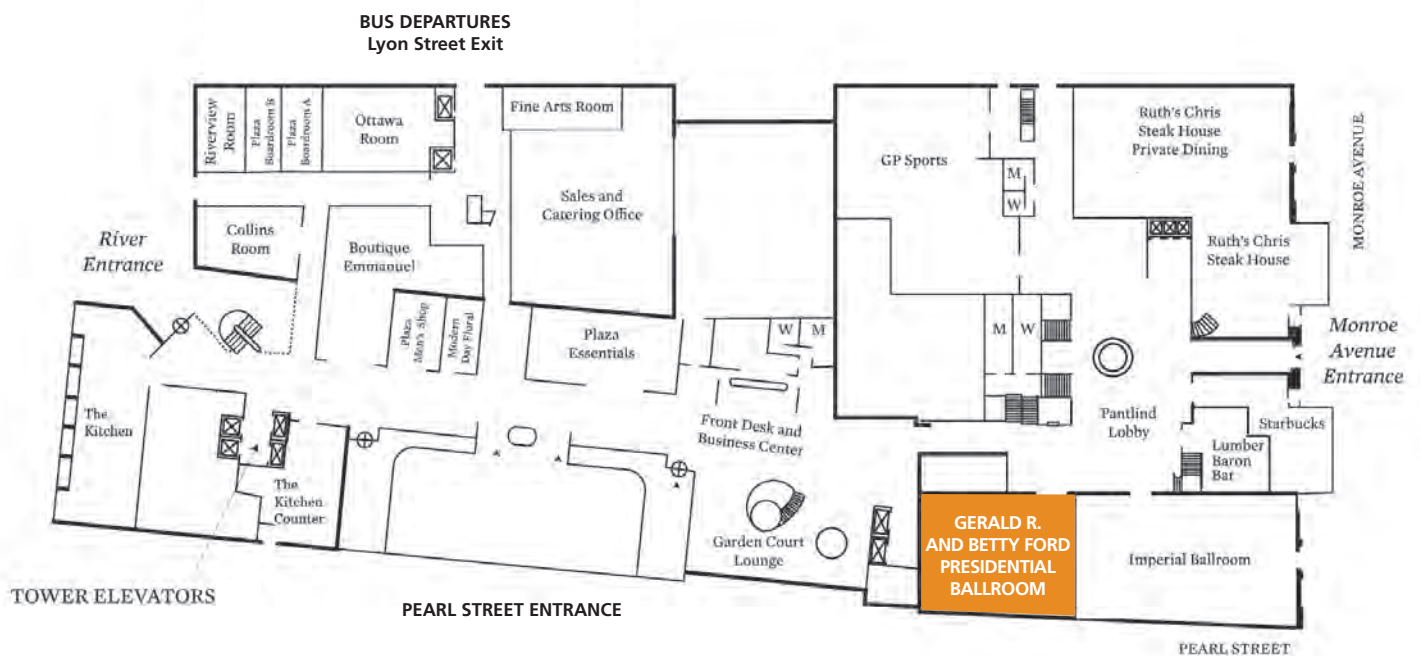 BUS DEPARTURES
Lyon Street Exit
Riverview
Room
Plaza
Boardroom B
Plaza
Boardroom A
Ottawa
Room
Fine Arts Room
Sales and
Catering Office
GP Sports
M
W
Ruth's Chris
Steak House
Private Dining
MONROE AVENUE
River
Entrance
Collins
Room
Boutique
Emmanuel
Ruth's Chris
Steak House
Plaza
Men's Shop
Modern
Day Flural
Plaza
Essentials
W
M
M
W
Monroe
Avenue
Entrance
The
Kitchen
Front Desk and
Business Center
Pantlind
Lobby
Starbucks
Lumber
Baron
Bar
The
Kitchen
Counter
Garden Court
Lounge
GERALD R.
AND BETTY FORD
PRESIDENTIAL
BALLROOM
Imperial Ballroom
TOWER ELEVATORS
PEARL STREET ENTRANCE
PEARL STREET